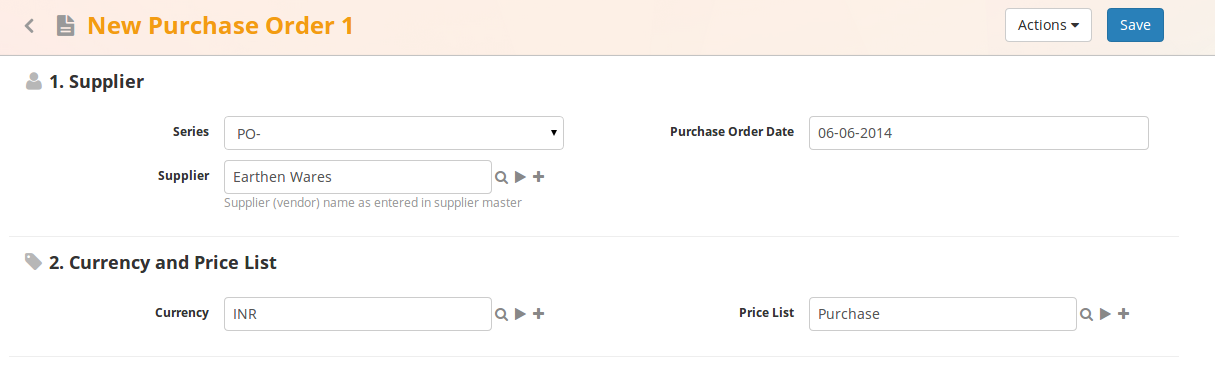 New Purchase Order 1
Actions
Save
1. Supplier
Series
PO-
Purchase Order Date
06-06-2014
Supplier
Earthen Wares
Supplier (vendor) name as entered in supplier master
2. Currency and Price List
Currency
INR
Price List
Purchase